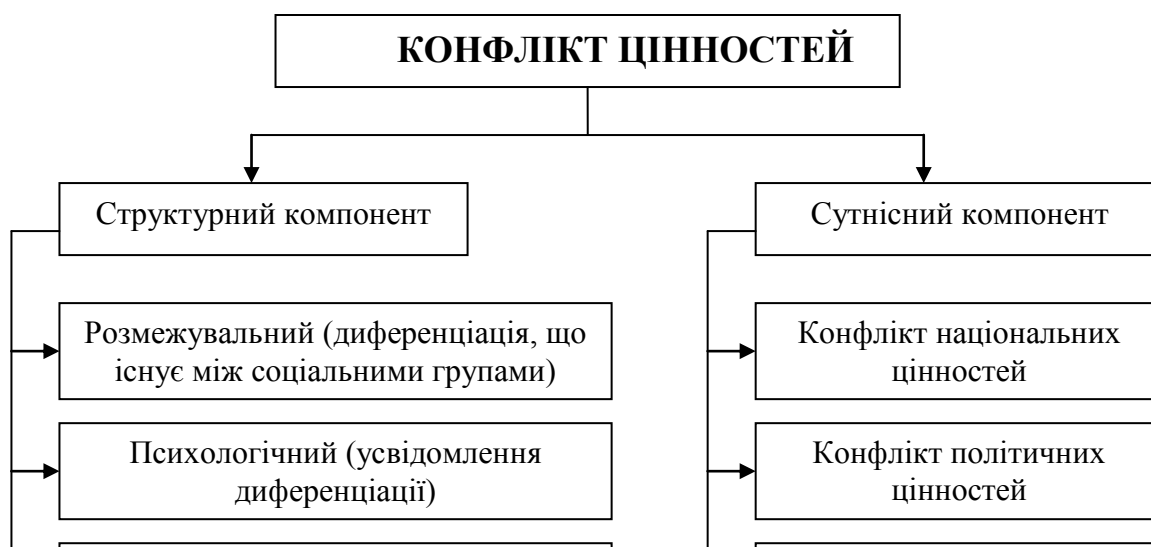 КОНФЛІКТ ЦІННОСТЕЙ
Структурний компонент
Сутнісний компонент
Розмежувальний (диференціація, що
існує між соціальними групами)
Конфлікт національних
цінностей
Психологічний (усвідомлення
диференціації)
Конфлікт політичних
цінностей